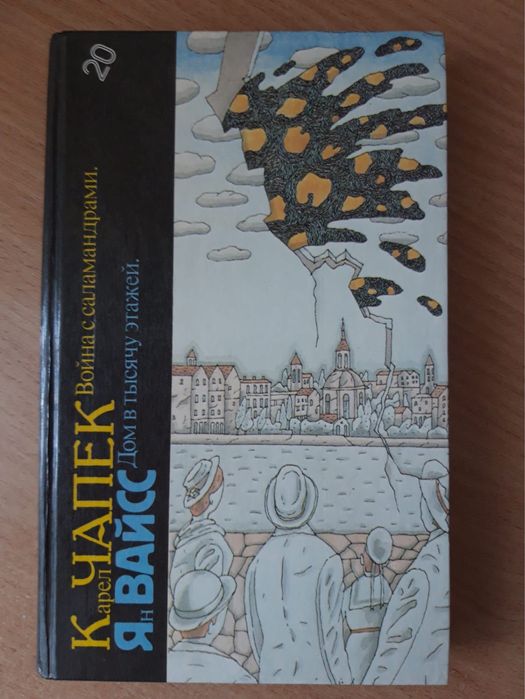 20
Карел ЧАПЕК Война с саламандрами.
Ян ВАЙСС Дом в тысячу этажей.